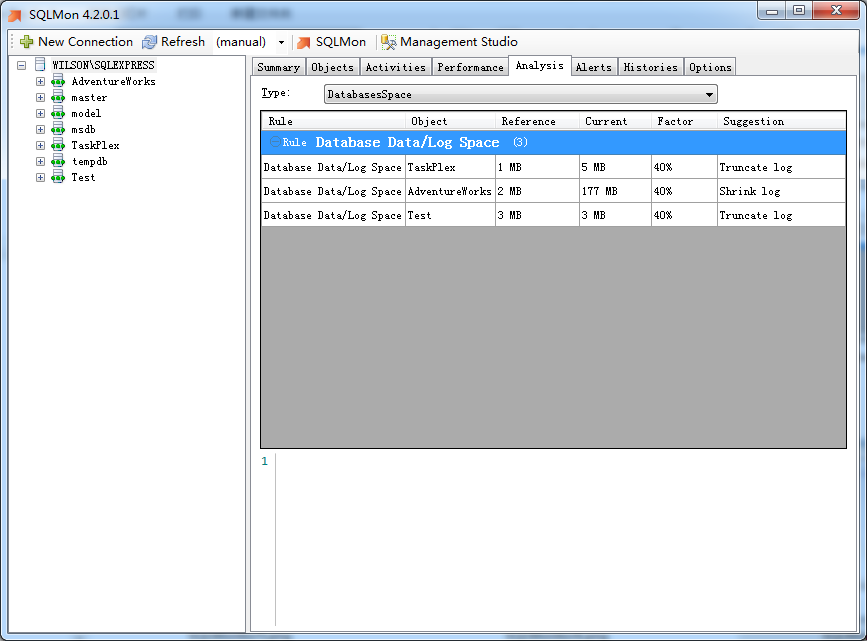 SQLMon 4.2.0.1
New Connection Refresh (manual) SQLMon Management Studio
WILSON\SQLEXPRESS
AdventureWorks
master
model
msdb
TaskPlex
tempdb
Test
Summary Objects Activities Performance Analysis Alerts Histories Options
Type: DatabasesSpace
Rule Object Reference Current Factor Suggestion
Rule Database Data/Log Space (3)
Database Data/Log Space TaskPlex 1 MB 5 MB 40% Truncate log
Database Data/Log Space AdventureWorks 2 MB 177 MB 40% Shrink log
Database Data/Log Space Test 3 MB 3 MB 40% Truncate log
1